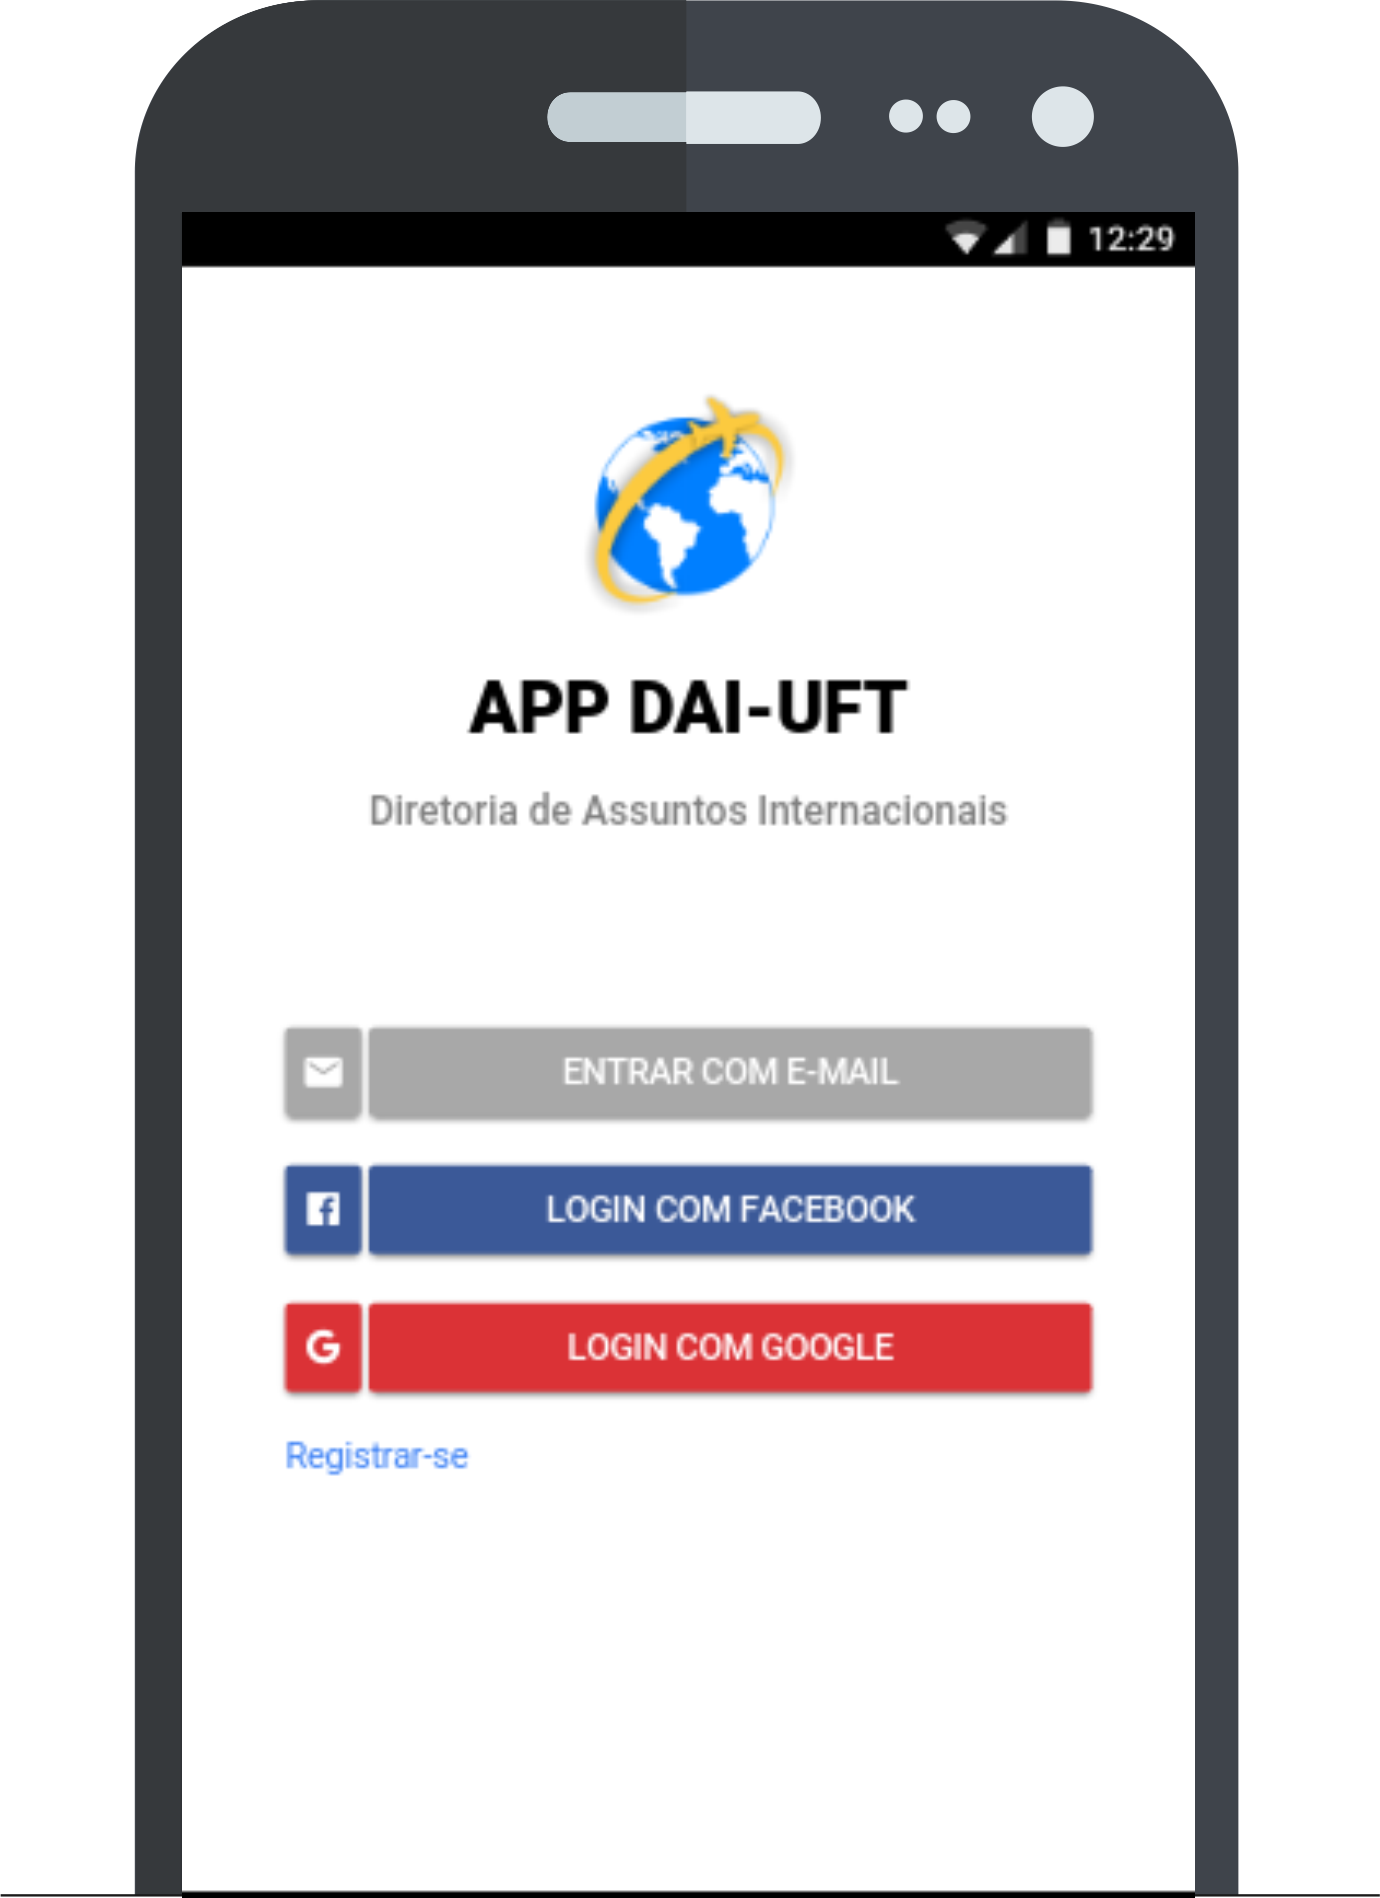 12:29
APP DAI-UFT
Diretoria de Assuntos Internacionais
ENTRAR COM E-MAIL
LOGIN COM FACEBOOK
G LOGIN COM GOOGLE
Registrar-se